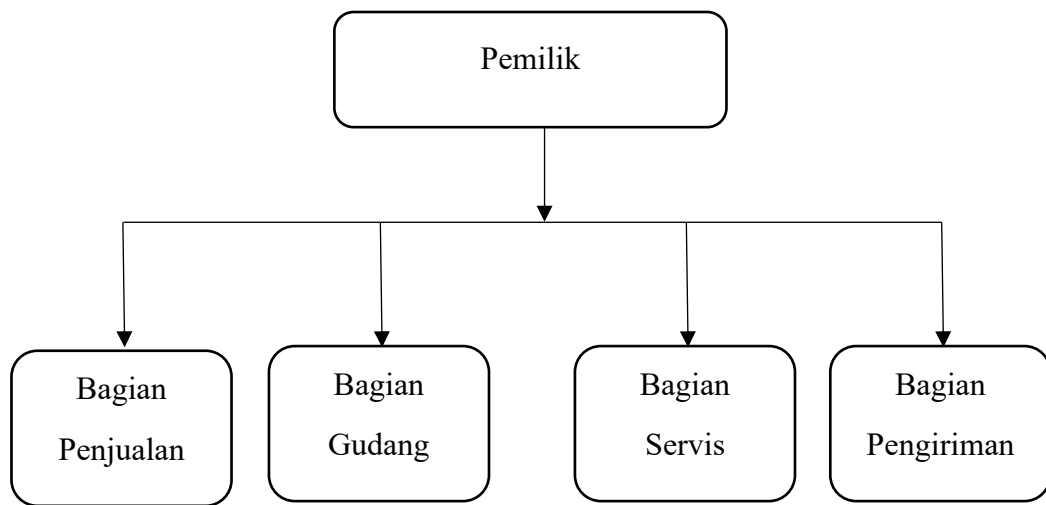 Pemilik
Bagian
Penjualan
Bagian
Gudang
Bagian
Servis
Bagian
Pengiriman